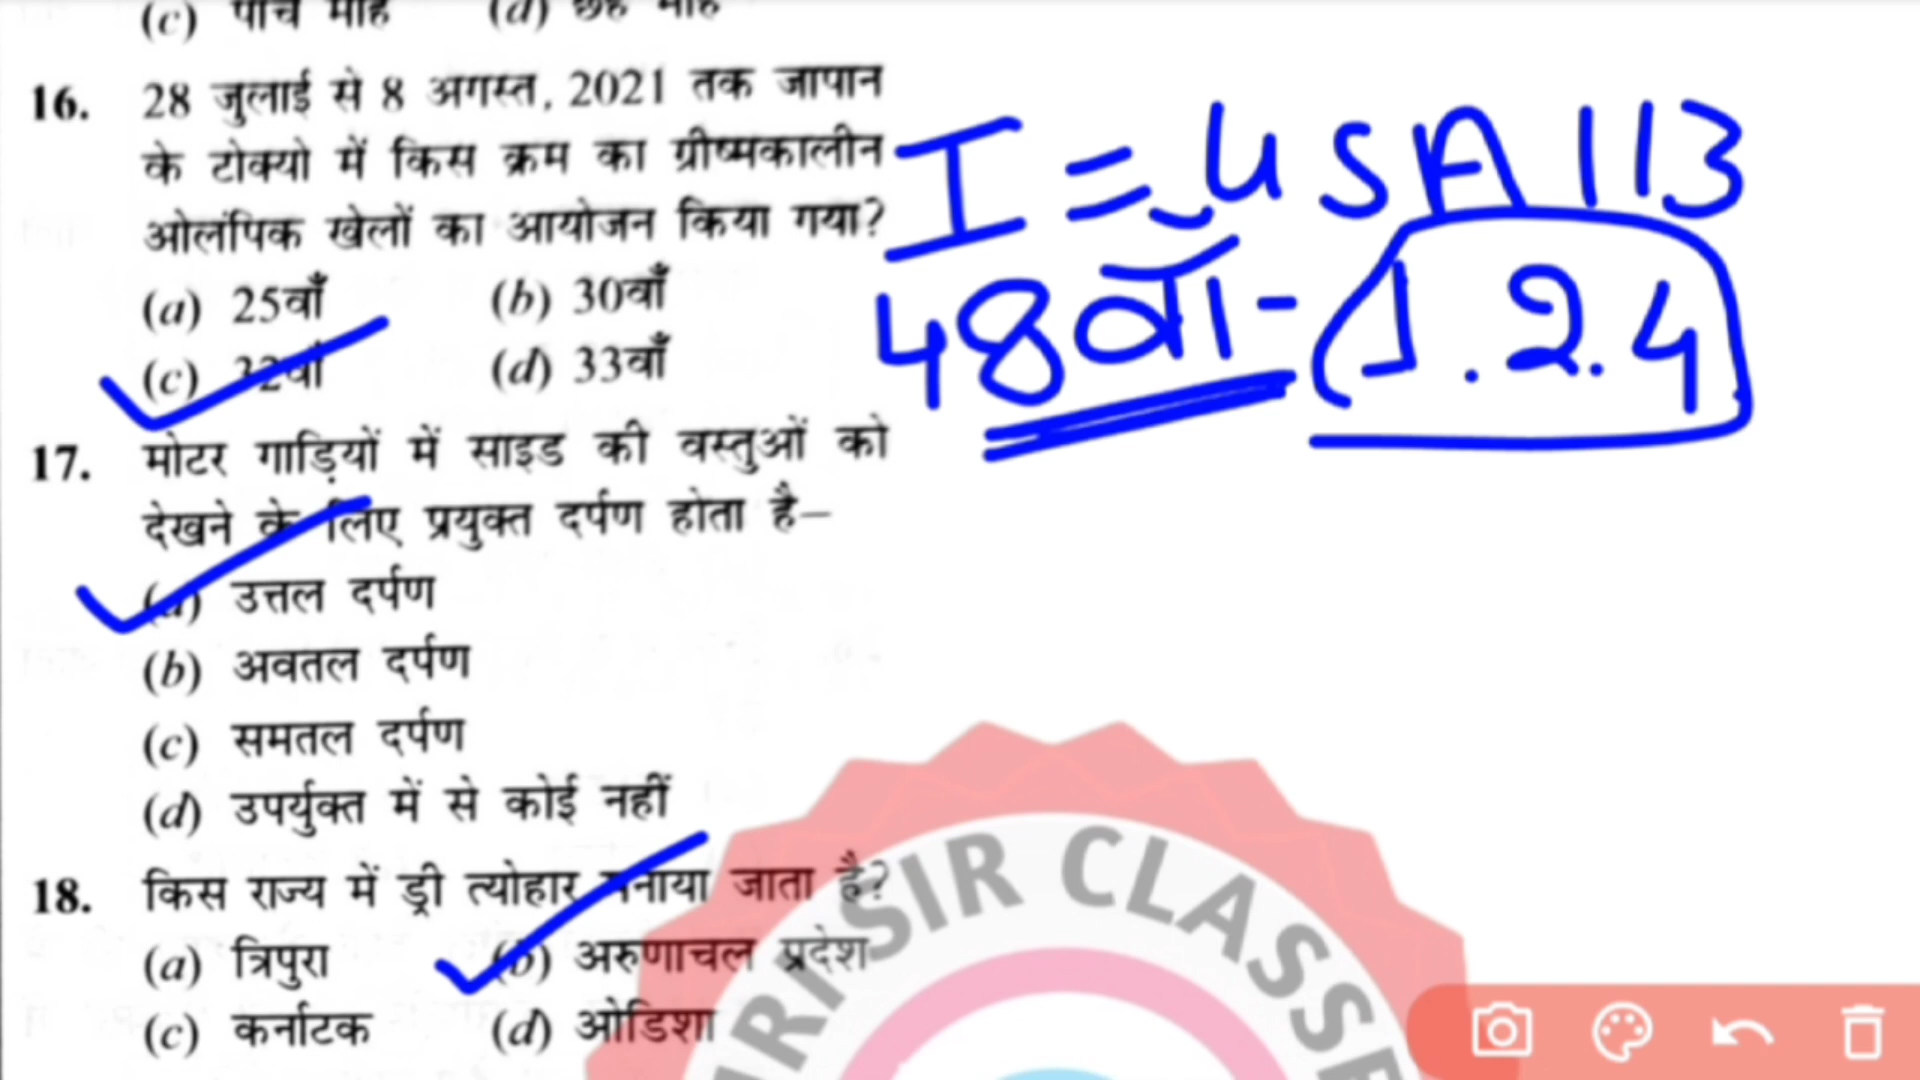 (c) पाँच माह (d) छह माह
16. 28 जुलाई से 8 अगस्त, 2021 तक जापान
के टोक्यो में किस क्रम का ग्रीष्मकालीन
ओलंपिक खेलों का आयोजन किया गया?
(a) 25वाँ (b) 30वाँ
(c) 32वाँ (d) 33वाँ
I = USA 113
48वां - 1.2.4
17. मोटर गाड़ियों में साइड की वस्तुओं को
देखने के लिए प्रयुक्त दर्पण होता है–
(a) उत्तल दर्पण
(b) अवतल दर्पण
(c) समतल दर्पण
(d) उपर्युक्त में से कोई नहीं
18. किस राज्य में ड्री त्योहार मनाया जाता है?
(a) त्रिपुरा (b) अरुणाचल प्रदेश
(c) कर्नाटक (d) ओडिशा
SIR CLASSE